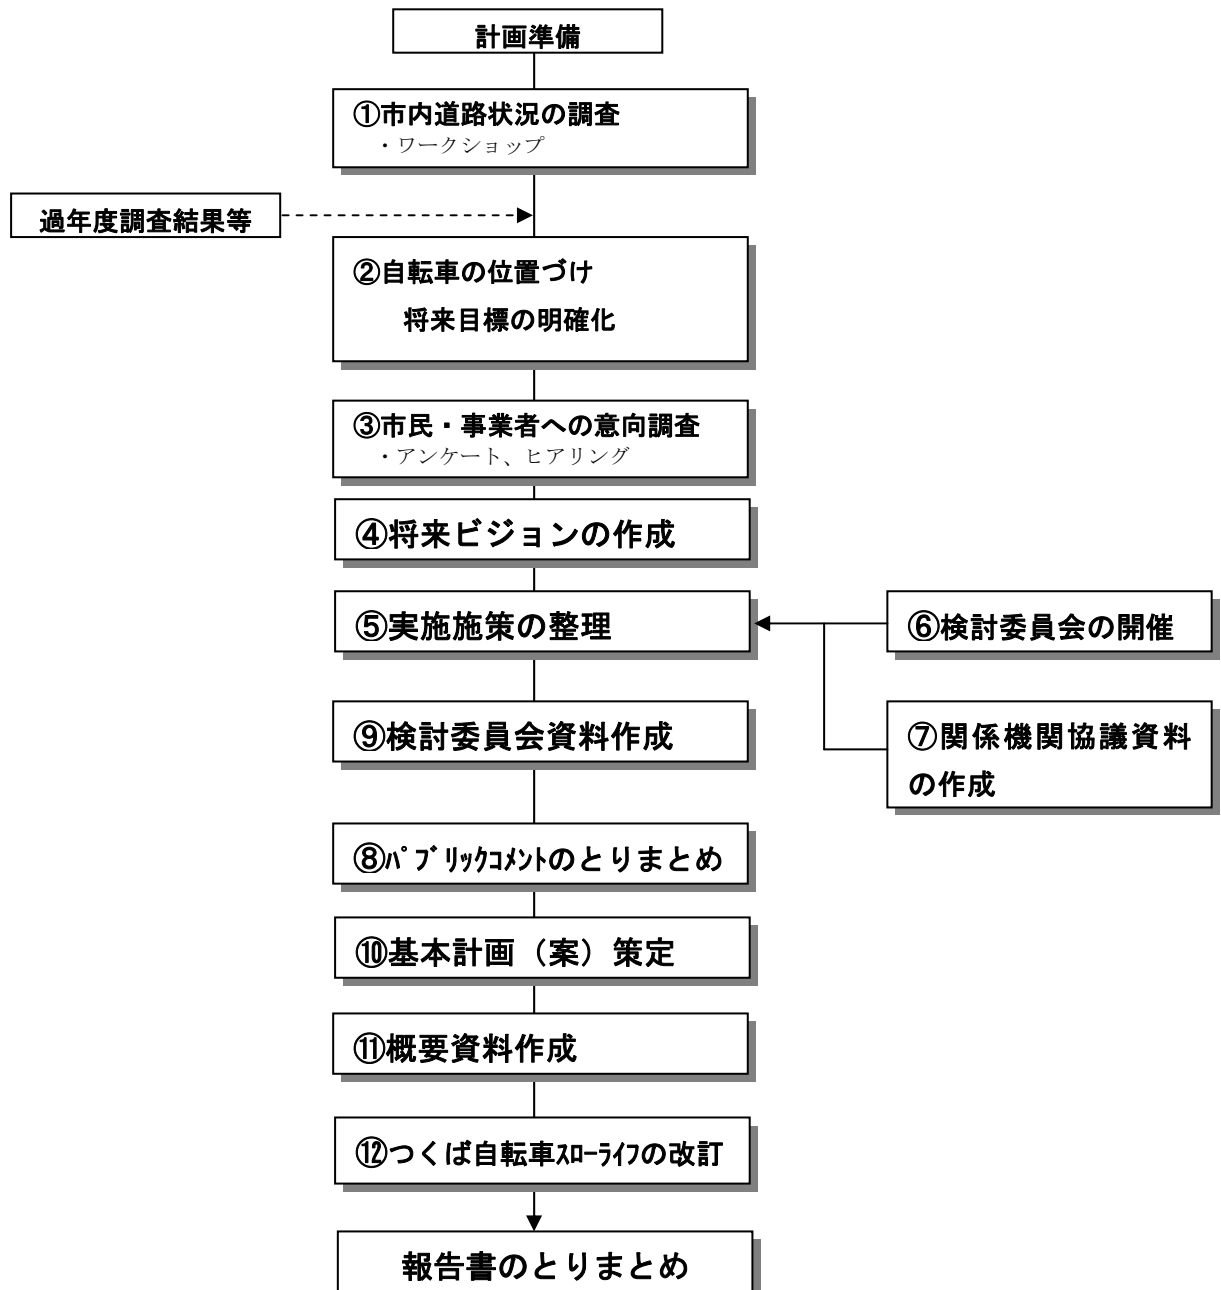 計画準備
①市内道路状況の調査
・ワークショップ
過年度調査結果等
②自転車の位置づけ
将来目標の明確化
③市民・事業者への意向調査
・アンケート、ヒアリング
④将来ビジョンの作成
⑤実施施策の整理
⑥検討委員会の開催
⑨検討委員会資料作成
⑦関係機関協議資料
の作成
⑧ﾊﾟﾌﾞﾘｯｸｺﾒﾝﾄのとりまとめ
⑩基本計画（案）策定
⑪概要資料作成
⑫つくば自転車ｽﾛｰﾗｲﾌの改訂
報告書のとりまとめ